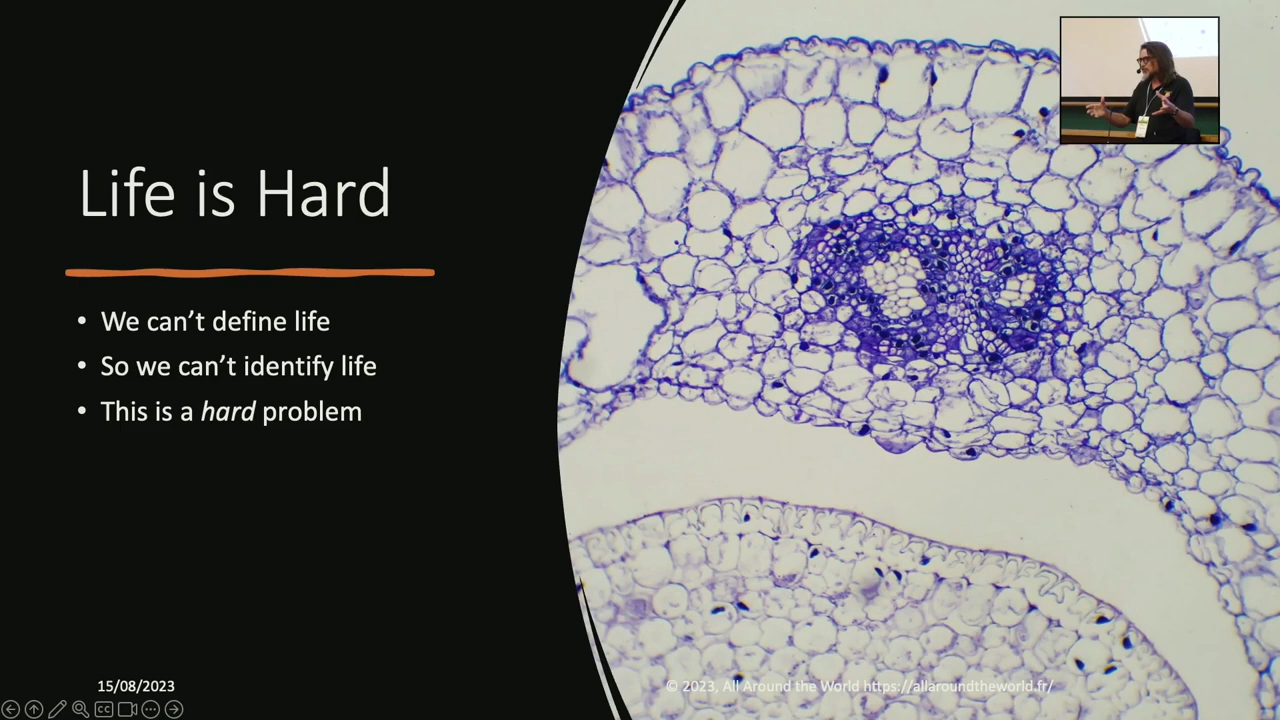 Life is Hard
• We can’t define life
• So we can’t identify life
• This is a hard problem
15/08/2023
© 2023, All Around the World https://allaroundtheworld.fr/
CC